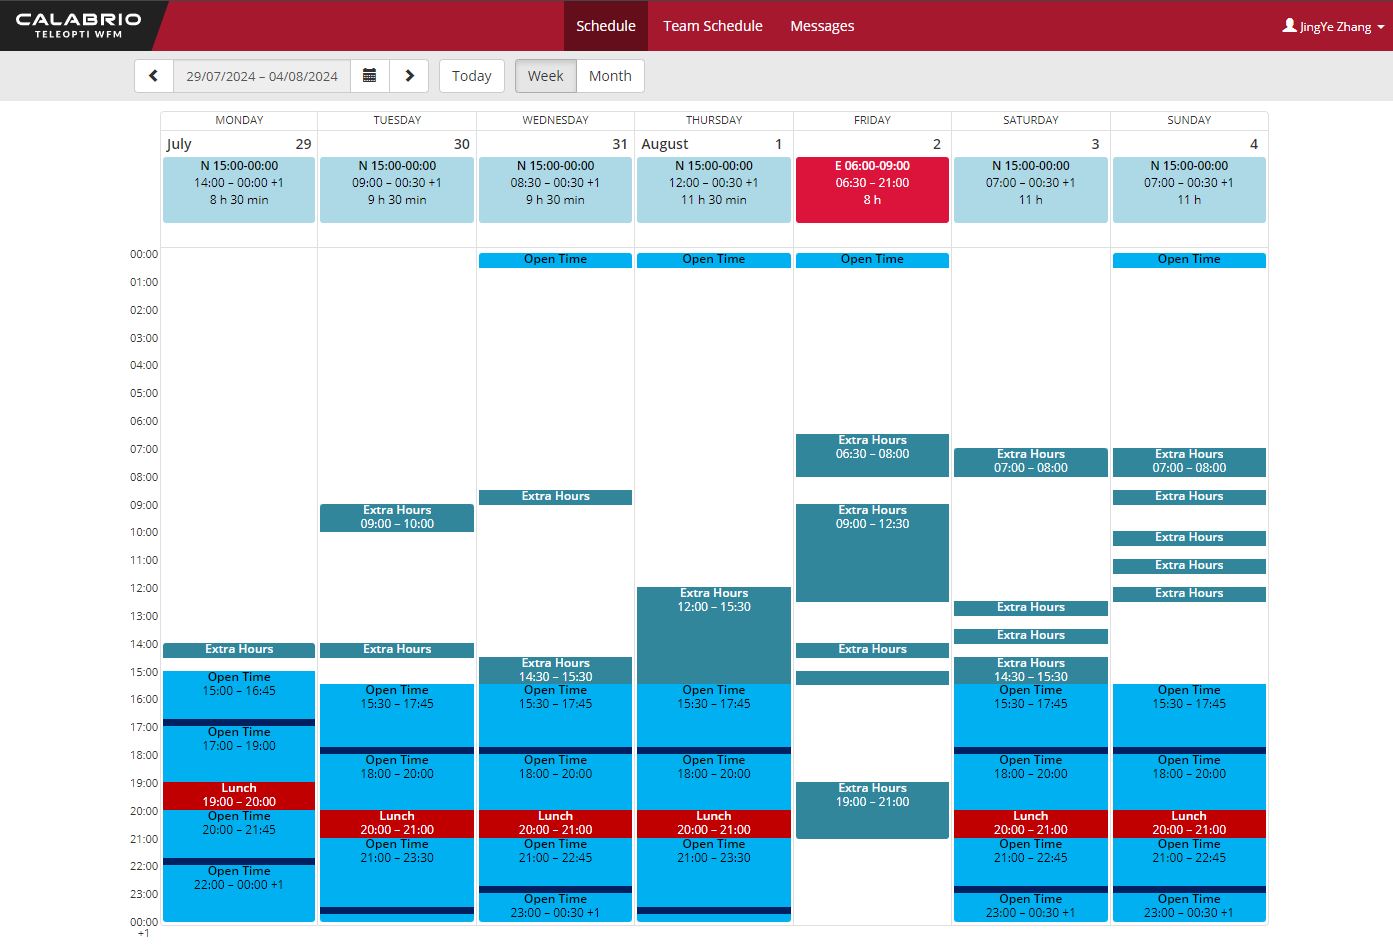 CALABRIO
TELEOPTI WFM
Schedule
Team Schedule
Messages
JingYe Zhang
29/07/2024 – 04/08/2024
Today
Week
Month
MONDAY
TUESDAY
WEDNESDAY
THURSDAY
FRIDAY
SATURDAY
SUNDAY
July 29
30
31
August 1
2
3
4
N 15:00-00:00
14:00 – 00:00 +1
8 h 30 min
N 15:00-00:00
09:00 – 00:30 +1
9 h 30 min
N 15:00-00:00
08:30 – 00:30 +1
9 h 30 min
N 15:00-00:00
12:00 – 00:30 +1
11 h 30 min
E 06:00-09:00
06:30 – 21:00
8 h
N 15:00-00:00
07:00 – 00:30 +1
11 h
N 15:00-00:00
07:00 – 00:30 +1
11 h
00:00
01:00
02:00
03:00
04:00
05:00
06:00
07:00
08:00
09:00
10:00
11:00
12:00
13:00
14:00
15:00
16:00
17:00
18:00
19:00
20:00
21:00
22:00
23:00
00:00
+1
Extra Hours
Open Time
15:00 – 16:45
Open Time
17:00 – 19:00
Lunch
19:00 – 20:00
Open Time
20:00 – 21:45
Open Time
22:00 – 00:00 +1
Extra Hours
09:00 – 10:00
Extra Hours
Open Time
15:30 – 17:45
Open Time
18:00 – 20:00
Lunch
20:00 – 21:00
Open Time
21:00 – 23:30
Open Time
Extra Hours
Extra Hours
14:30 – 15:30
Open Time
15:30 – 17:45
Open Time
18:00 – 20:00
Lunch
20:00 – 21:00
Open Time
21:00 – 22:45
Open Time
23:00 – 00:30 +1
Open Time
Extra Hours
12:00 – 15:30
Open Time
15:30 – 17:45
Open Time
18:00 – 20:00
Lunch
20:00 – 21:00
Open Time
21:00 – 23:30
Open Time
Extra Hours
06:30 – 08:00
Extra Hours
09:00 – 12:30
Extra Hours
Extra Hours
19:00 – 21:00
Extra Hours
07:00 – 08:00
Extra Hours
Extra Hours
Extra Hours
14:30 – 15:30
Open Time
15:30 – 17:45
Open Time
18:00 – 20:00
Lunch
20:00 – 21:00
Open Time
21:00 – 22:45
Open Time
23:00 – 00:30 +1
Open Time
Extra Hours
07:00 – 08:00
Extra Hours
Extra Hours
Extra Hours
Extra Hours
Open Time
15:30 – 17:45
Open Time
18:00 – 20:00
Lunch
20:00 – 21:00
Open Time
21:00 – 22:45
Open Time
23:00 – 00:30 +1